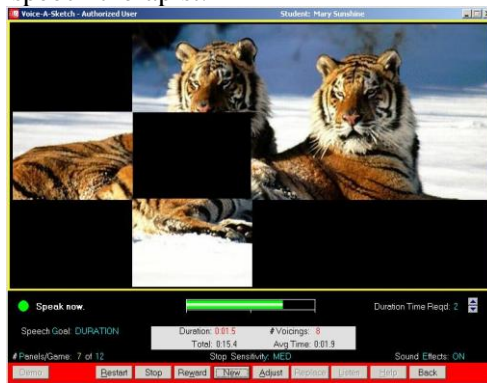 Voice-A-Sketch - Authorized User Student: Mary Sunshine
Speak now. Duration Time Reqd: 2
Speech Goal: DURATION Duration: 0:01.5 # Voicings: 8
Total: 0:15.4 Avg Time: 0:01.9
# Panels/Game: 7 of 12 Stop Sensitivity: MED Sound Effects: ON
Demo Restart Stop Reward New Adjust Replace Listen Help Back